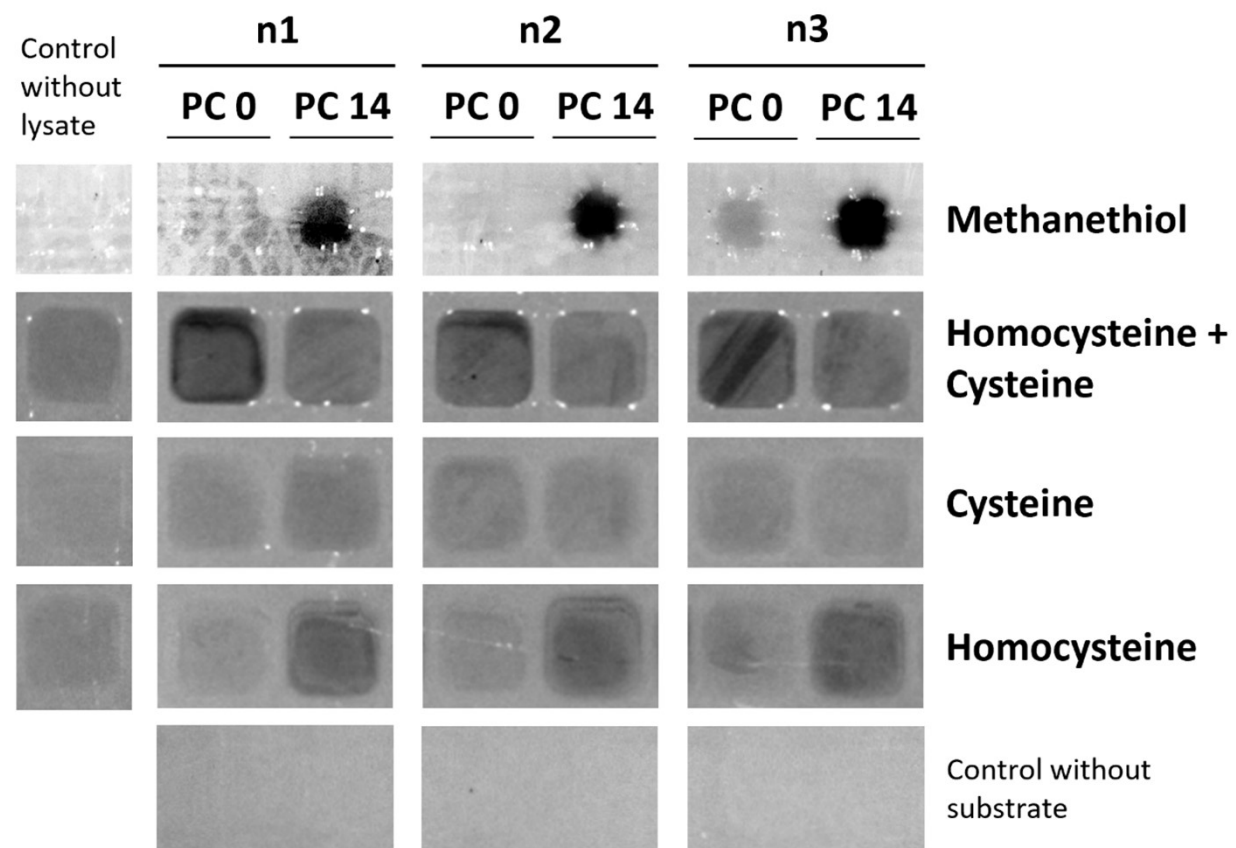 n1 n2 n3
Control
without
lysate
PC 0 PC 14 PC 0 PC 14 PC 0 PC 14
Methanethiol
Homocysteine +
Cysteine
Cysteine
Homocysteine
Control without
substrate